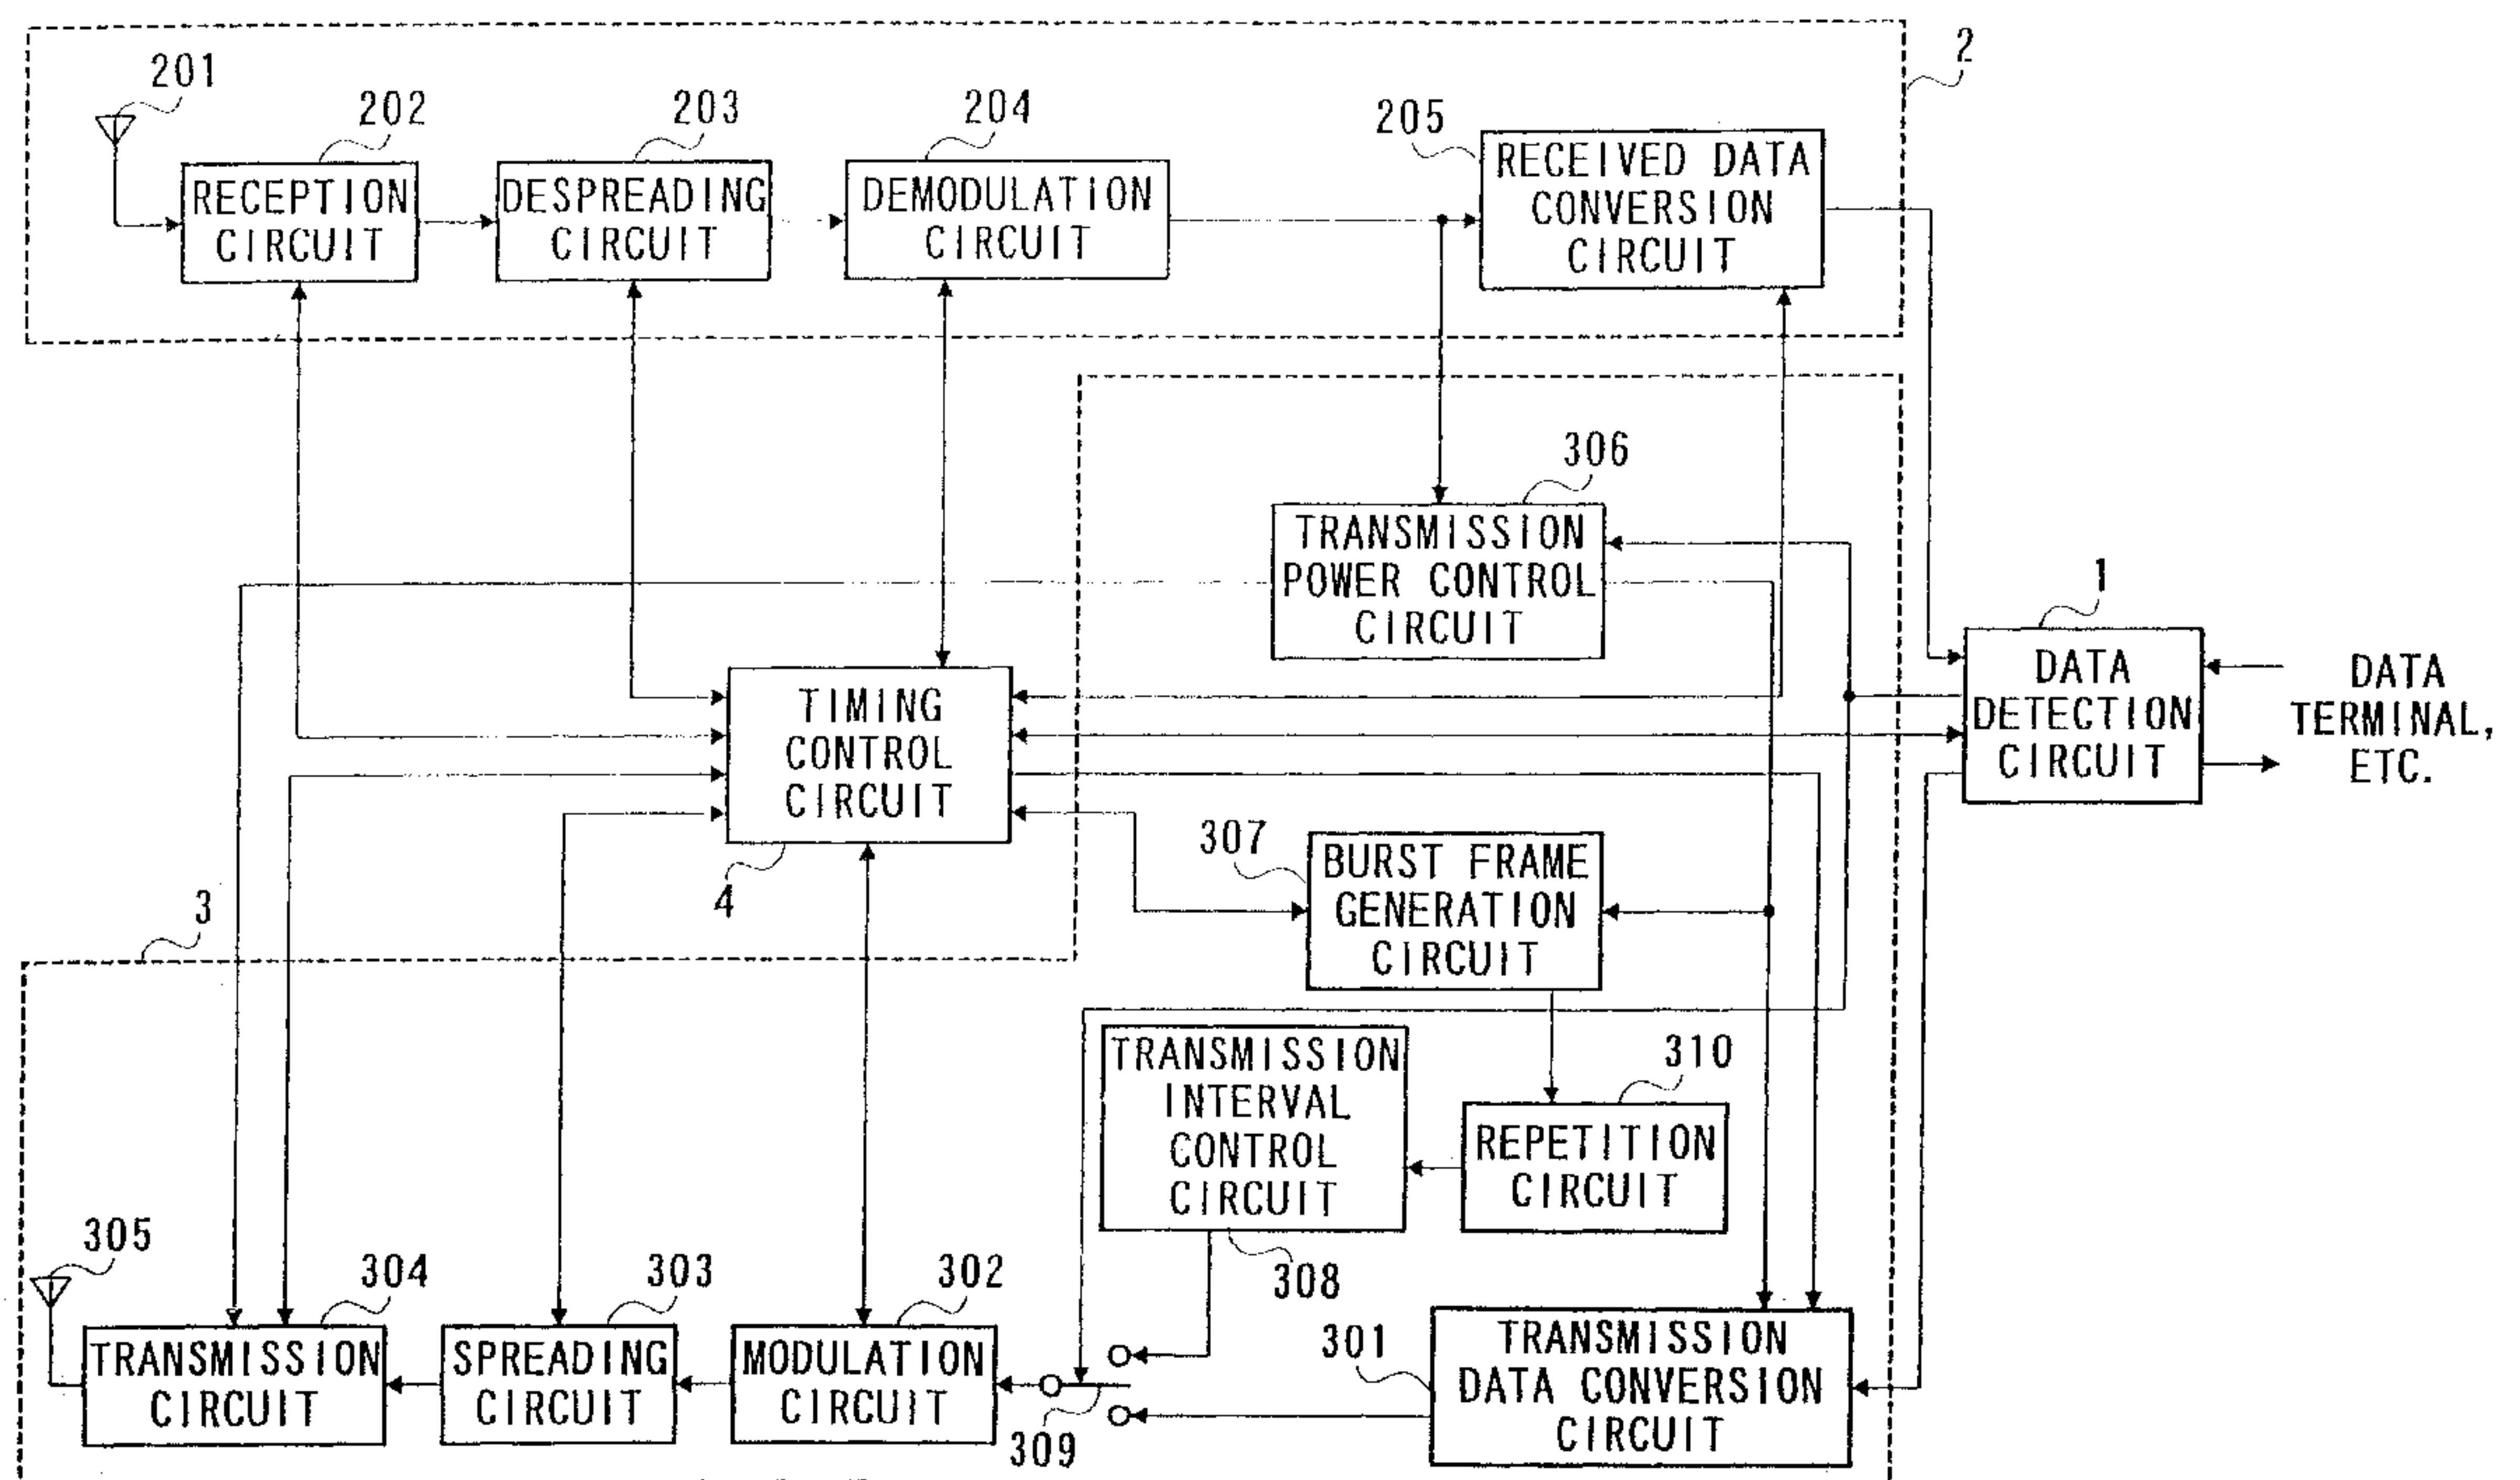 2
201
202
203
204
205
RECEPTION
CIRCUIT
DESPREADING
CIRCUIT
DEMODULATION
CIRCUIT
RECEIVED DATA
CONVERSION
CIRCUIT
306
TRANSMISSION
POWER CONTROL
CIRCUIT
1
DATA
DETECTION
CIRCUIT
DATA
TERMINAL,
ETC.
TIMING
CONTROL
CIRCUIT
4
307
BURST FRAME
GENERATION
CIRCUIT
3
TRANSMISSION
INTERVAL
CONTROL
CIRCUIT
308
310
REPETITION
CIRCUIT
305
304
303
302
TRANSMISSION
CIRCUIT
SPREADING
CIRCUIT
MODULATION
CIRCUIT
309
301
TRANSMISSION
DATA CONVERSION
CIRCUIT